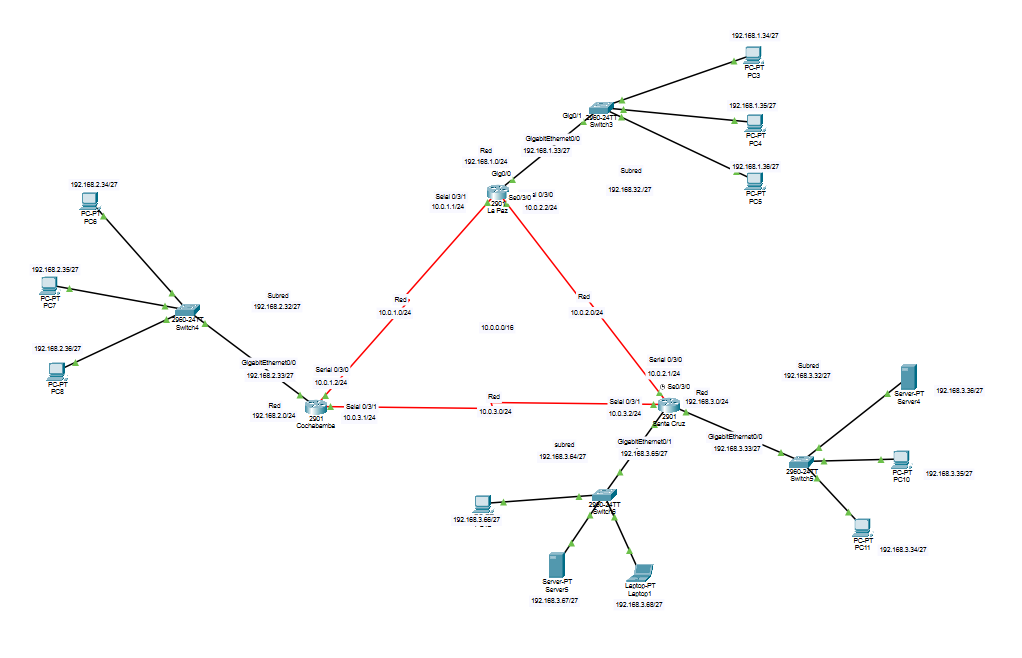 192.168.1.34/27
PC-PT
PC3
192.168.1.35/27
PC-PT
PC4
192.168.1.36/27
PC-PT
PC5
Gig0/1
2960-24TT
Switch3
GigabitEthernet0/0
192.168.1.33/27
Red
192.168.1.0/24
Gig0/0
Subred
192.168.32./27
Seial 0/3/1
10.0.1.1/24
2901
La Paz
Se0/3/0
al 0/3/0
10.0.2.2/24
192.168.2.34/27
PC-PT
PC6
192.168.2.35/27
PC-PT
PC7
192.168.2.36/27
PC-PT
PC8
2960-24TT
Switch4
Subred
192.168.2.32/27
GigabitEthernet0/0
192.168.2.33/27
Red
192.168.2.0/24
Red
10.0.1.0/24
Red
10.0.2.0/24
10.0.0.0/16
Serial 0/3/0
10.0.1.2/24
2901
Cochabamba
Seial 0/3/1
10.0.3.1/24
Red
10.0.3.0/24
Serial 0/3/0
10.0.2.1/24
Se0/3/0
Seial 0/3/1
10.0.3.2/24
2901
Santa Cruz
Red
192.168.3.0/24
Subred
192.168.3.32/27
GigabitEthernet0/0
192.168.3.33/27
2960-24TT
Switch5
Server-PT
Server4
192.168.3.36/27
PC-PT
PC10
192.168.3.35/27
PC-PT
PC11
192.168.3.34/27
subred
192.168.3.64/27
GigabitEthernet0/1
192.168.3.65/27
2960-24TT
192.168.3.66/27
Server-PT
Server5
192.168.3.67/27
Laptop-PT
Laptop1
192.168.3.68/27